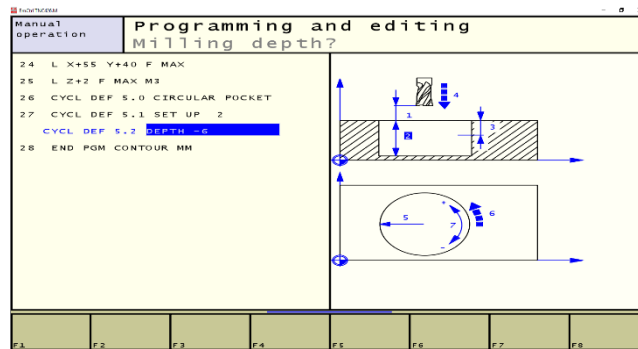 Manual
operation
Programming and editing
Milling depth?
24 L X+55 Y+40 F MAX
25 L Z+2 F MAX M3
26 CYCL DEF 5.0 CIRCULAR POCKET
27 CYCL DEF 5.1 SET UP 2
CYCL DEF 5.2 DEPTH -6
28 END PGM CONTOUR MM
4
1
2
3
5
+
7
-
6
F1 F2 F3 F4 F5 F6 F7 F8